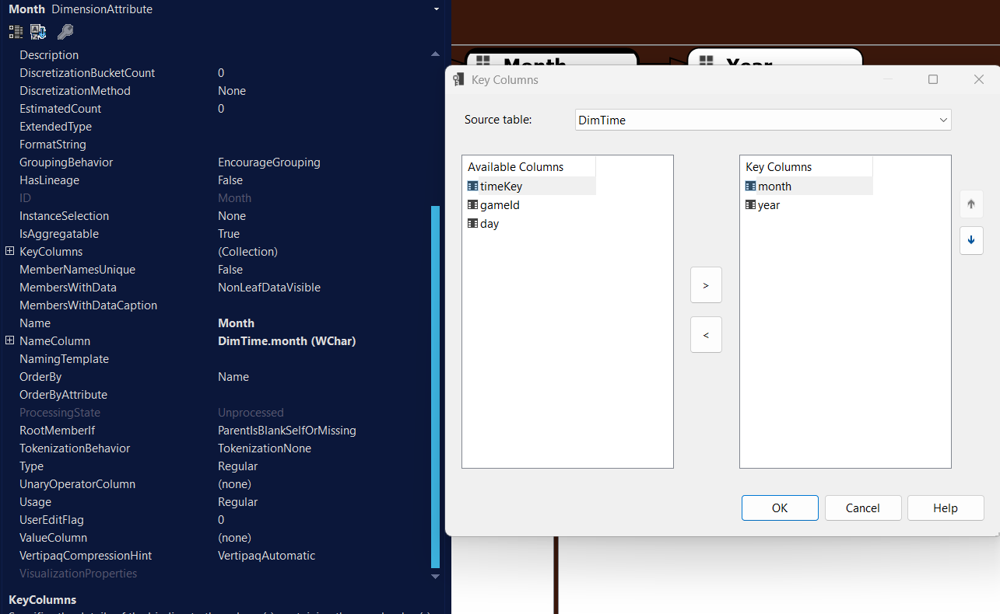 Month DimensionAttribute
Description
DiscretizationBucketCount 0
DiscretizationMethod None
EstimatedCount 0
ExtendedType
FormatString
GroupingBehavior EncourageGrouping
HasLineage False
ID Month
InstanceSelection None
IsAggregatable True
KeyColumns (Collection)
MemberNamesUnique False
MembersWithData NonLeafDataVisible
MembersWithDataCaption
Name Month
NameColumn DimTime.month (WChar)
NamingTemplate
OrderBy Name
OrderByAttribute
ProcessingState Unprocessed
RootMemberIf ParentIsBlankSelfOrMissing
TokenizationBehavior TokenizationNone
Type Regular
UnaryOperatorColumn (none)
Usage Regular
UserEditFlag 0
ValueColumn (none)
VertipaqCompressionHint VertipaqAutomatic
VisualizationProperties
KeyColumns
Month Year
Key Columns
Source table: DimTime
Available Columns
timeKey
gameId
day
>
<
Key Columns
month
year
OK Cancel Help